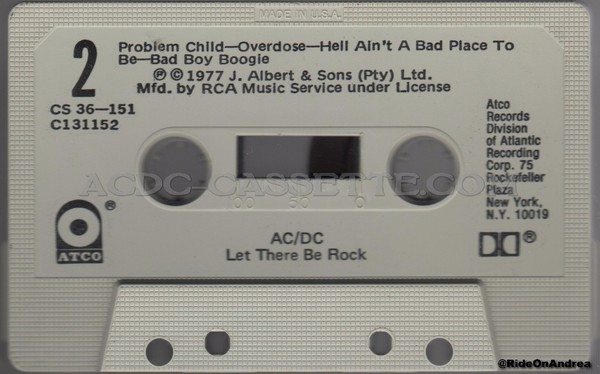 MADE IN U.S.A.
2
Problem Child—Overdose—Hell Ain't A Bad Place To
Be—Bad Boy Boogie
℗ © 1977 J. Albert & Sons (Pty) Ltd.
Mfd. by RCA Music Service under License
CS 36—151
C131152
Atco
Records
Division
of Atlantic
Recording
Corp. 75
Rockefeller
Plaza
New York,
N.Y. 10019
ACDC-CASSETTE.CO
100 50 0
ATCO ®
AC/DC
Let There Be Rock
®
@RideOnAndrea